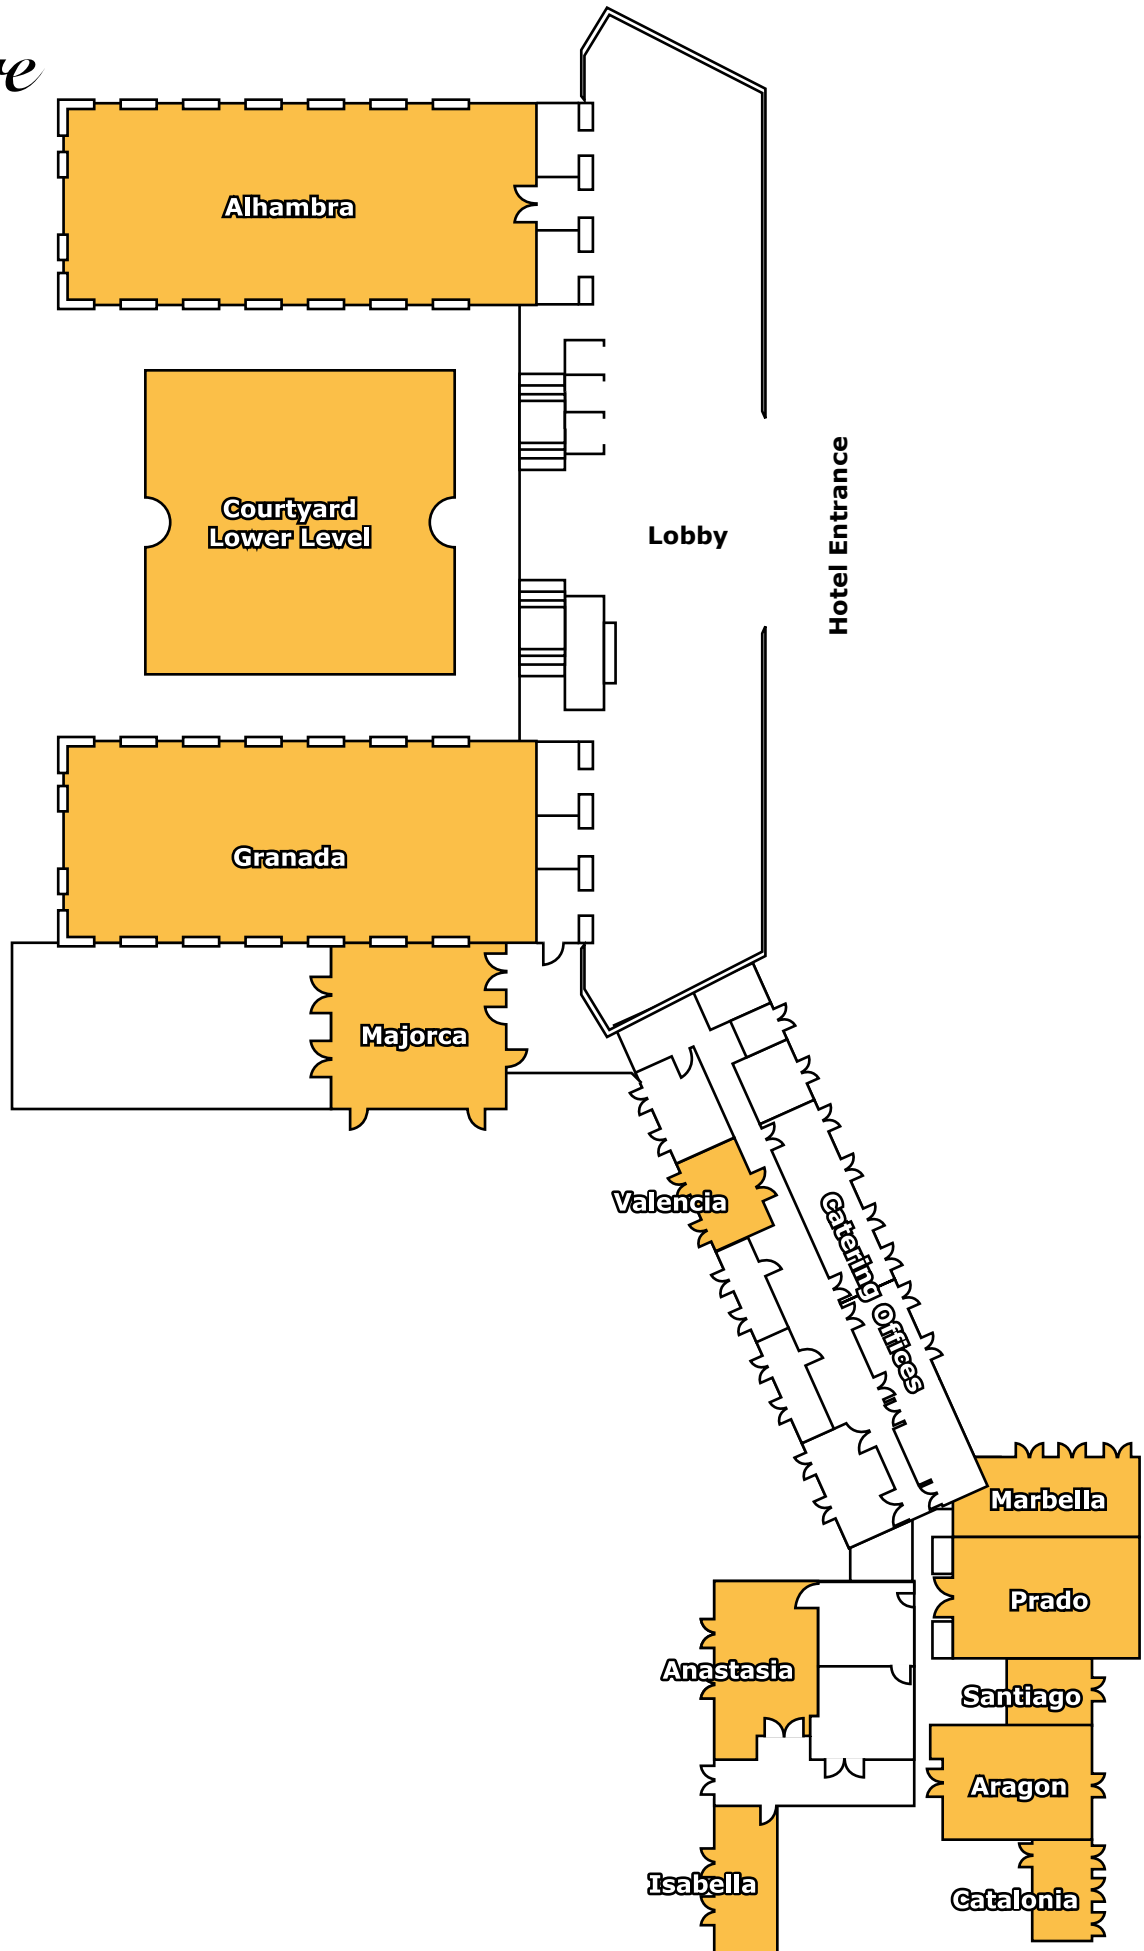 Alhambra
Courtyard
Lower Level
Lobby
Hotel Entrance
Granada
Majorca
Valencia
Catering Offices
Marbella
Prado
Anastasia
Santiago
Aragon
Isabella
Catalonia